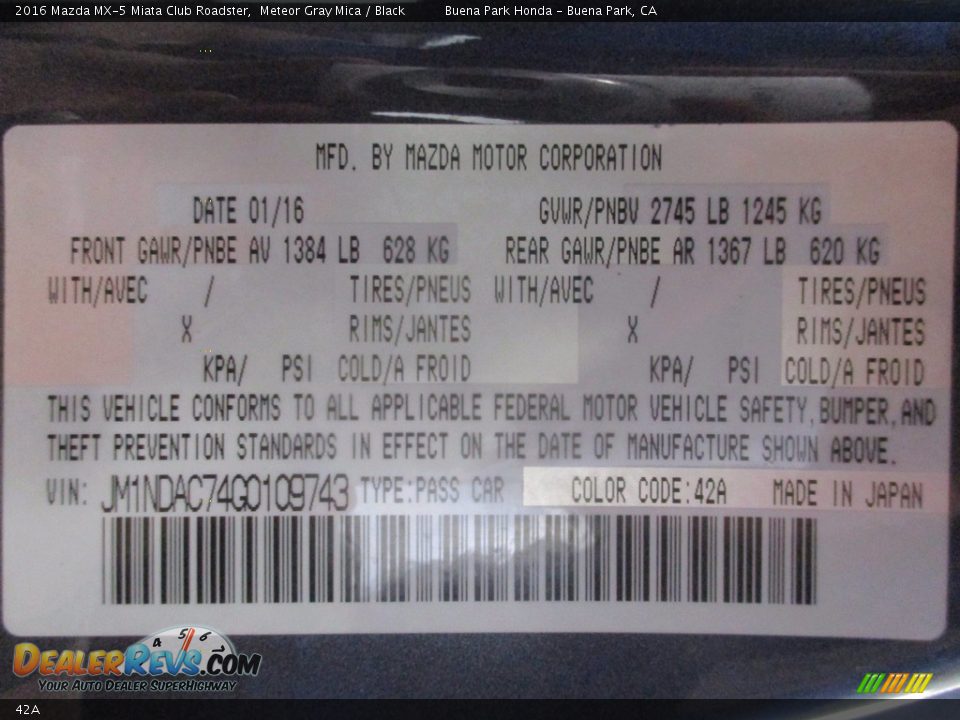 2016 Mazda MX-5 Miata Club Roadster, Meteor Gray Mica / Black Buena Park Honda - Buena Park, CA
MFD. BY MAZDA MOTOR CORPORATION
DATE 01/16 GVWR/PNBV 2745 LB 1245 KG
FRONT GAWR/PNBE AV 1384 LB 628 KG REAR GAWR/PNBE AR 1367 LB 620 KG
WITH/AVEC / TIRES/PNEUS WITH/AVEC / TIRES/PNEUS
X RIMS/JANTES X RIMS/JANTES
KPA/ PSI COLD/A FROID KPA/ PSI COLD/A FROID
THIS VEHICLE CONFORMS TO ALL APPLICABLE FEDERAL MOTOR VEHICLE SAFETY, BUMPER, AND
THEFT PREVENTION STANDARDS IN EFFECT ON THE DATE OF MANUFACTURE SHOWN ABOVE.
VIN: JM1NDAC74G0109743 TYPE:PASS CAR COLOR CODE:42A MADE IN JAPAN
4 5 6
DEALERREVS.COM
YOUR AUTO DEALER SUPERHIGHWAY
42A